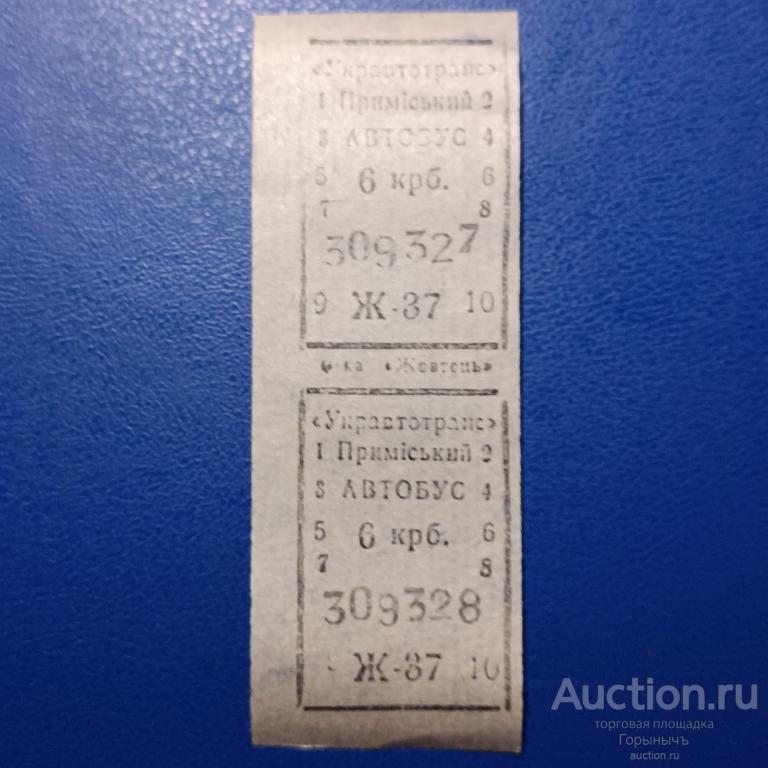 «Укравтотранс»
1 Приміський 2
3 АВТОБУС 4
5 6 крб. 6
7 8
309327
9 Ж-37 10
ф-ка «Жовтень»
«Укравтотранс»
1 Приміський 2
3 АВТОБУС 4
5 6 крб. 6
7 8
309328
9 Ж-37 10
Auction.ru
торговая площадка
Горынычъ
auction.ru